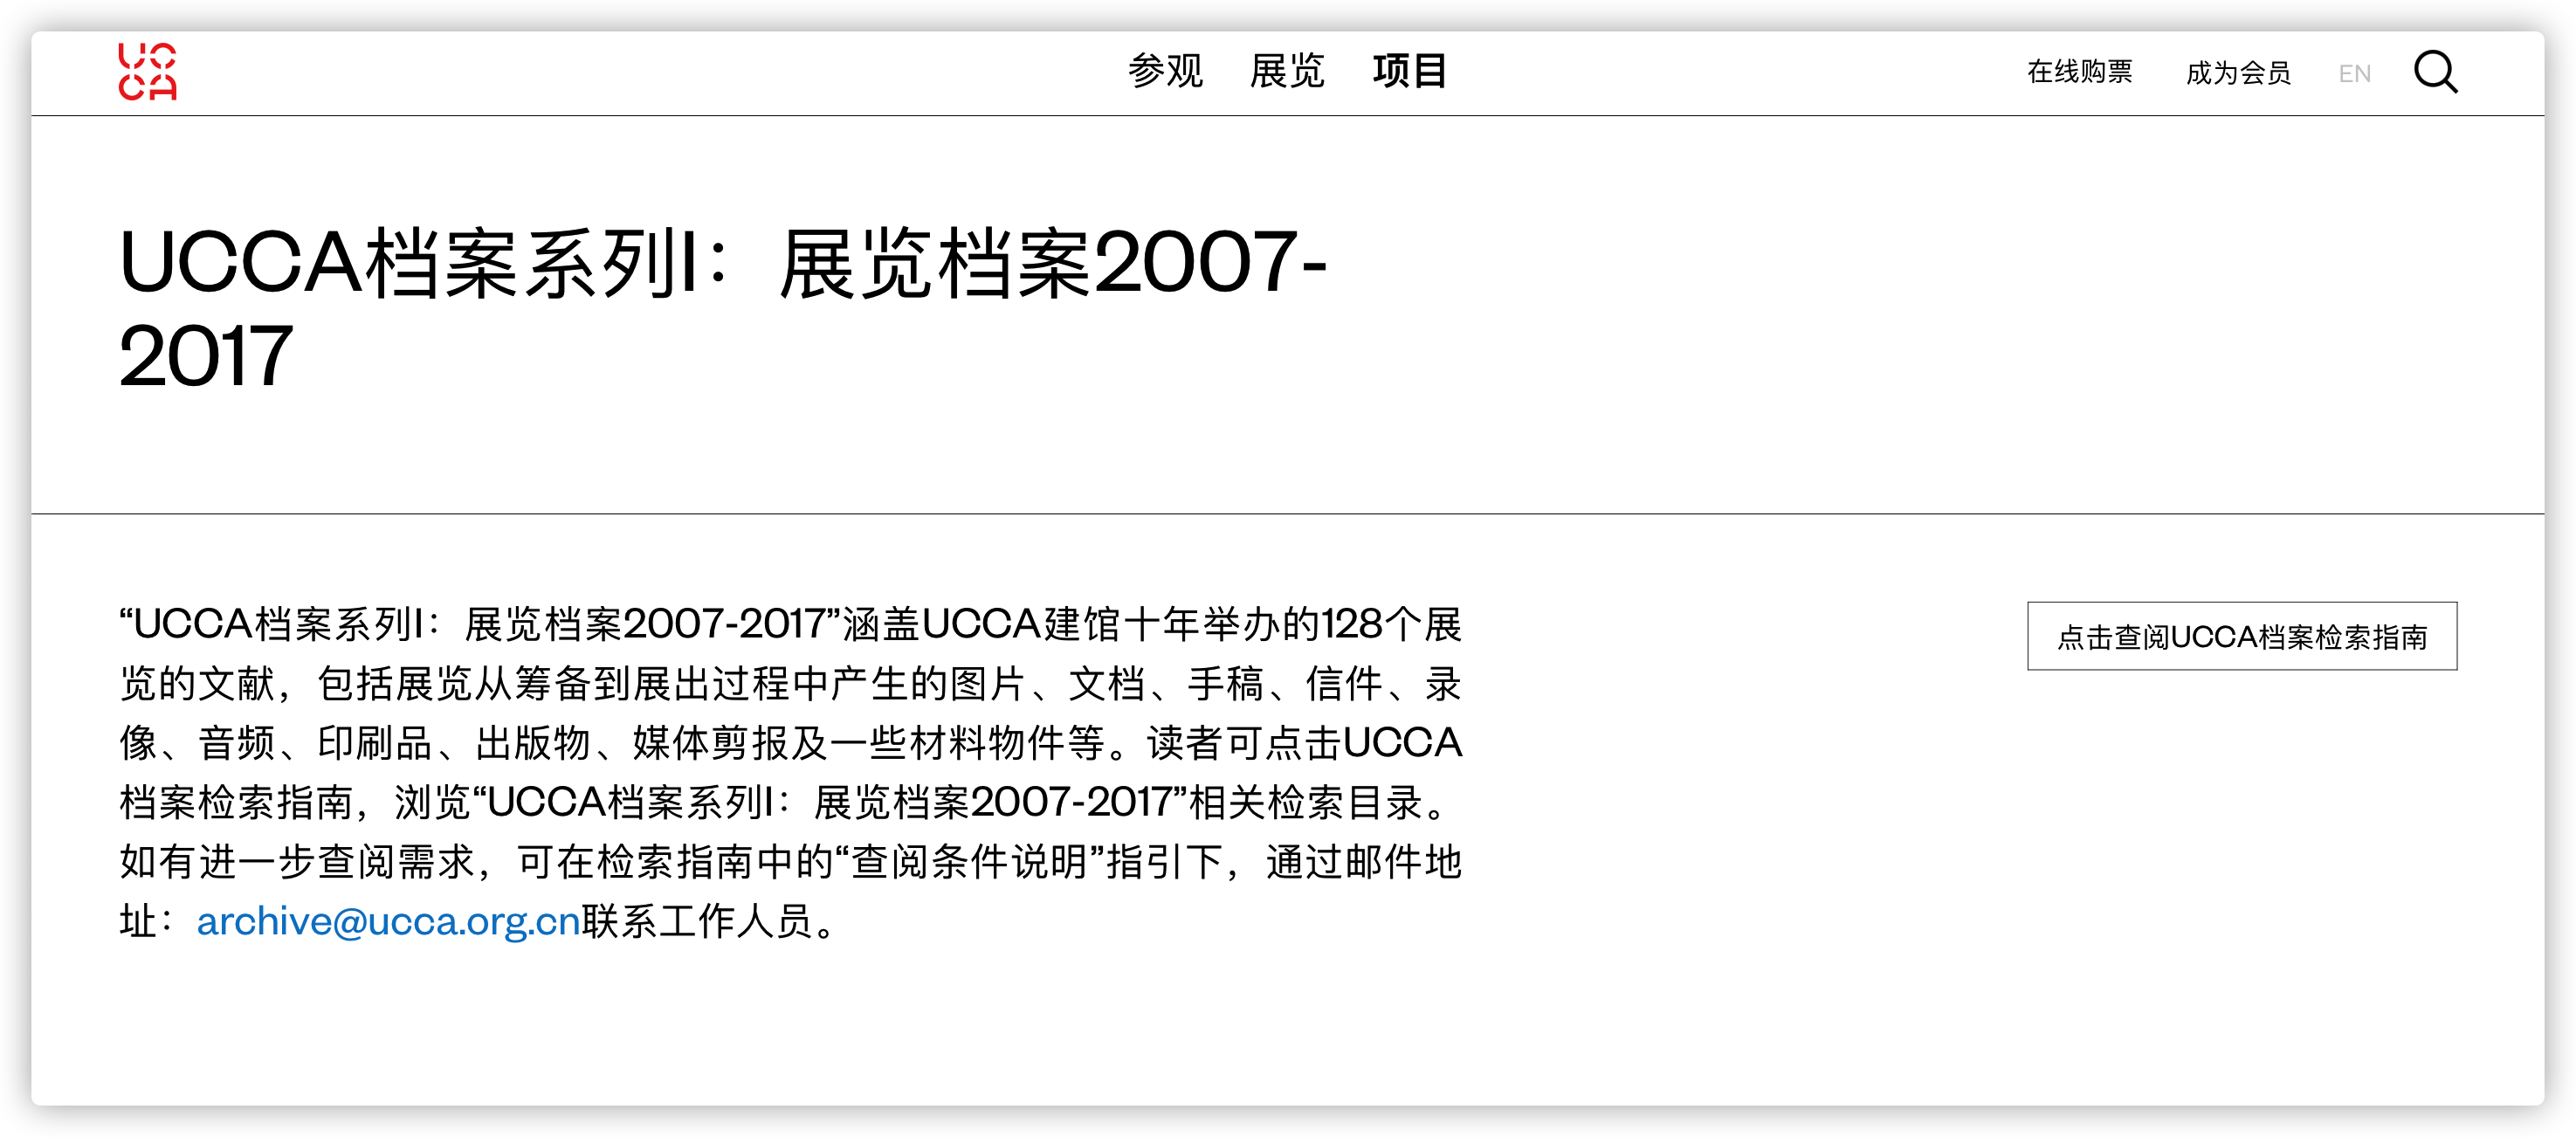 UCCA
参观 展览 项目 在线购票 成为会员 EN
UCCA档案系列I：展览档案2007-
2017
“UCCA档案系列I：展览档案2007-2017”涵盖UCCA建馆十年举办的128个展
览的文献，包括展览从筹备到展出过程中产生的图片、文档、手稿、信件、录
像、音频、印刷品、出版物、媒体剪报及一些材料物件等。读者可点击UCCA
档案检索指南，浏览“UCCA档案系列I：展览档案2007-2017”相关检索目录。
如有进一步查阅需求，可在检索指南中的“查阅条件说明”指引下，通过邮件地
址：archive@ucca.org.cn联系工作人员。
点击查阅UCCA档案检索指南